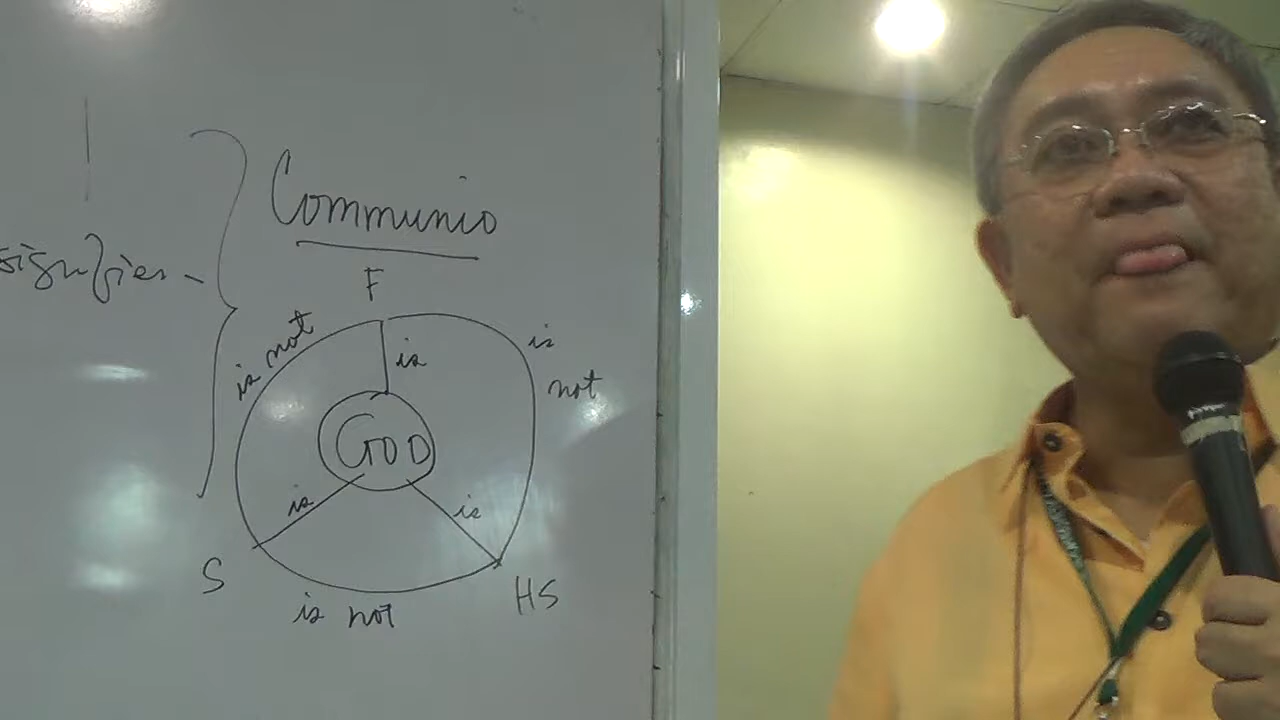 signifies -
Communio
F
is not
is
is
not
GOD
is
is
S
HS
is not